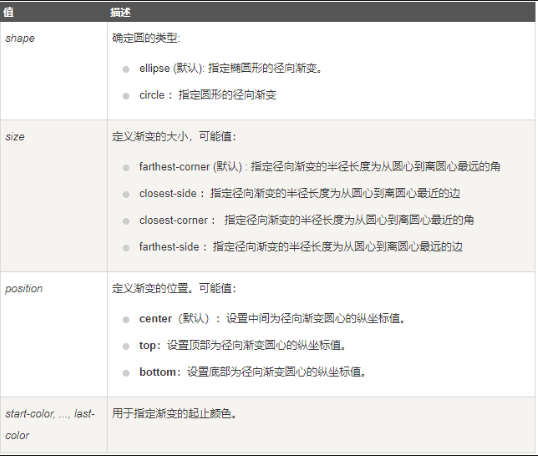 值 描述
shape 确定圆的类型:
ellipse (默认): 指定椭圆形的径向渐变。
circle ：指定圆形的径向渐变
size 定义渐变的大小，可能值：
farthest-corner (默认) : 指定径向渐变的半径长度为从圆心到离圆心最远的角
closest-side ：指定径向渐变的半径长度为从圆心到离圆心最近的边
closest-corner ： 指定径向渐变的半径长度为从圆心到离圆心最近的角
farthest-side ：指定径向渐变的半径长度为从圆心到离圆心最远的边
position 定义渐变的位置。可能值：
center（默认）：设置中间为径向渐变圆心的纵坐标值。
top：设置顶部为径向渐变圆心的纵坐标值。
bottom：设置底部为径向渐变圆心的纵坐标值。
start-color, ..., last- 用于指定渐变的起止颜色。
color